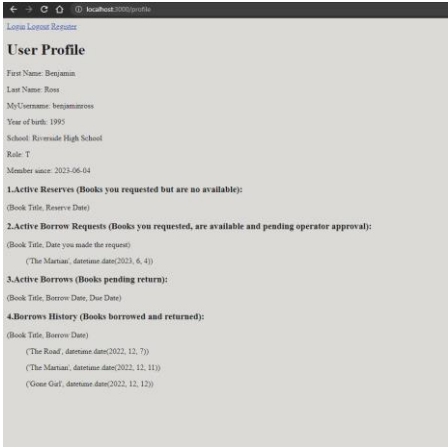 localhost:3000/profile
Login Logout Register
User Profile
First Name: Benjamin
Last Name: Ross
MyUsername: benjaminross
Year of birth: 1995
School: Riverside High School
Role: T
Member since: 2023-06-04
1.Active Reserves (Books you requested but are no available):
(Book Title, Reserve Date)
2.Active Borrow Requests (Books you requested, are available and pending operator approval):
(Book Title, Date you made the request)
('The Martian', datetime.date(2023, 6, 4))
3.Active Borrows (Books pending return):
(Book Title, Borrow Date, Due Date)
4.Borrows History (Books borrowed and returned):
(Book Title, Borrow Date)
('The Road', datetime.date(2022, 12, 7))
('The Martian', datetime.date(2022, 12, 11))
('Gone Girl', datetime.date(2022, 12, 12))